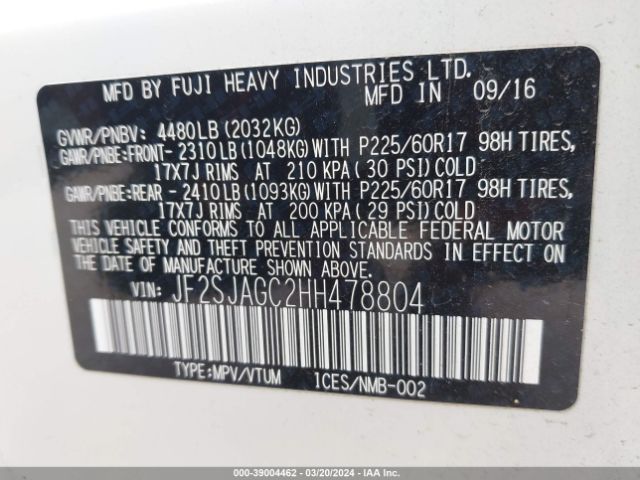 MFD BY FUJI HEAVY INDUSTRIES LTD.
MFD IN 09/16
GVWR/PNBV: 4480LB (2032KG)
GAWR/PNBE:FRONT- 2310LB (1048KG) WITH P225/60R17 98H TIRES,
17X7J RIMS AT 210 KPA (30 PSI) COLD
GAWR/PNBE:REAR - 2410LB (1093KG) WITH P225/60R17 98H TIRES,
17X7J RIMS AT 200 KPA (29 PSI) COLD
THIS VEHICLE CONFORMS TO ALL APPLICABLE FEDERAL MOTOR
VEHICLE SAFETY AND THEFT PREVENTION STANDARDS IN EFFECT ON
THE DATE OF MANUFACTURE SHOWN ABOVE.
VIN: JF2SJAGC2HH478804
TYPE:MPV/VTUM ICES/NMB-002
000-39004462 - 03/20/2024 - IAA Inc.